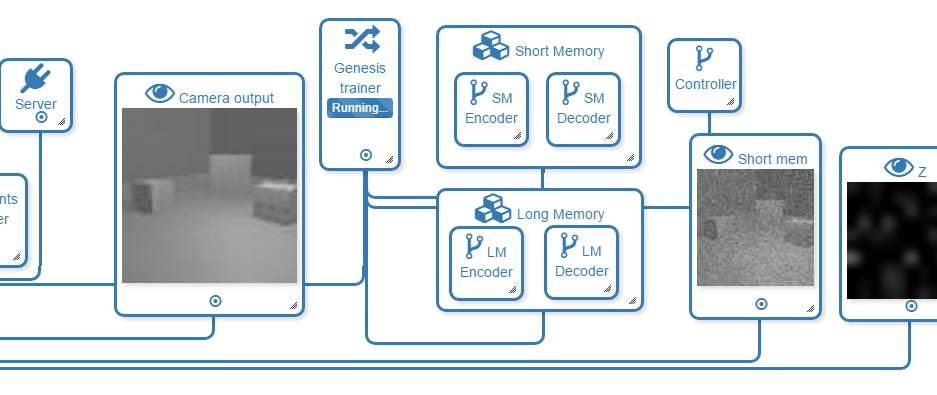 Server
nts
er
Camera output
Genesis
trainer
Running...
Short Memory
SM
Encoder
SM
Decoder
Long Memory
LM
Encoder
LM
Decoder
Controller
Short mem
Z